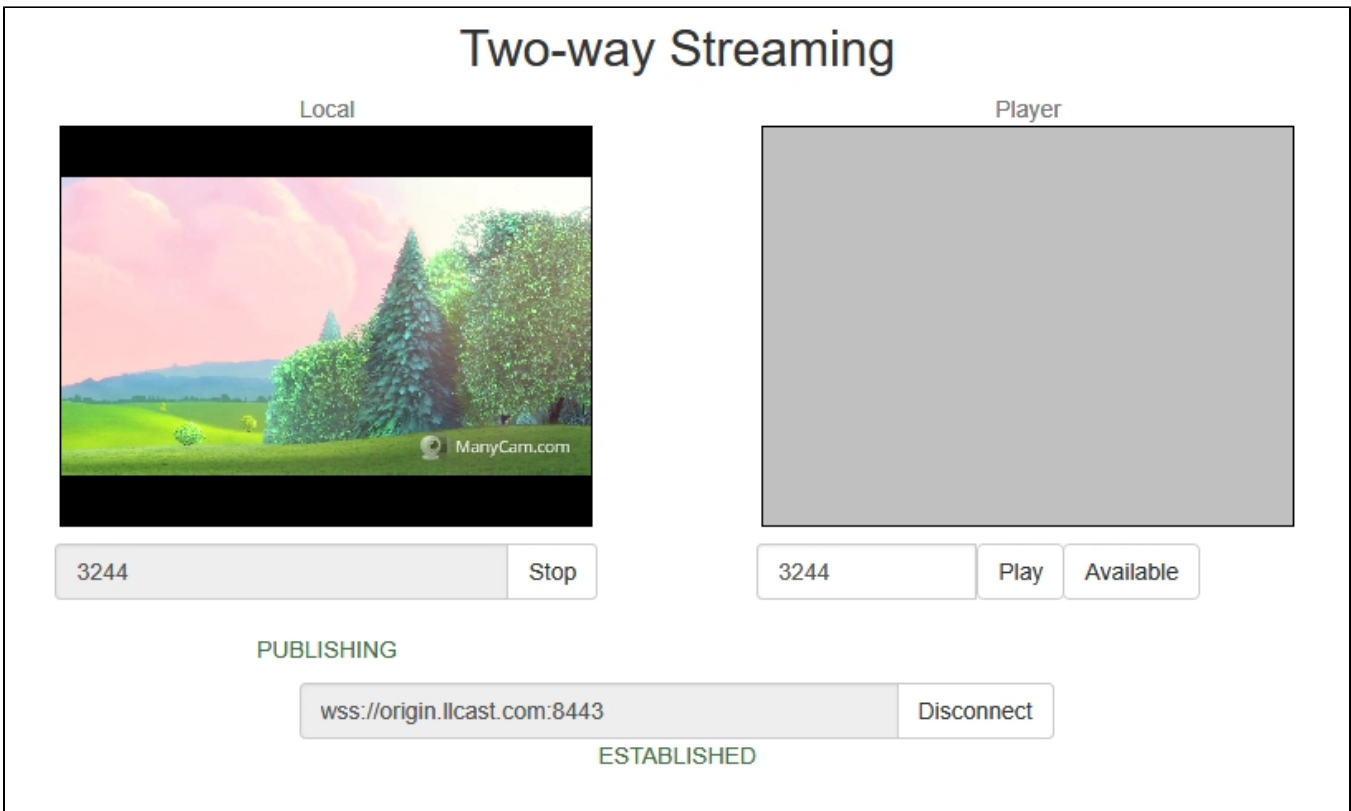 Two-way Streaming
Local
Player
ManyCam.com
3244
Stop
3244
Play
Available
PUBLISHING
wss://origin.llcast.com:8443
Disconnect
ESTABLISHED